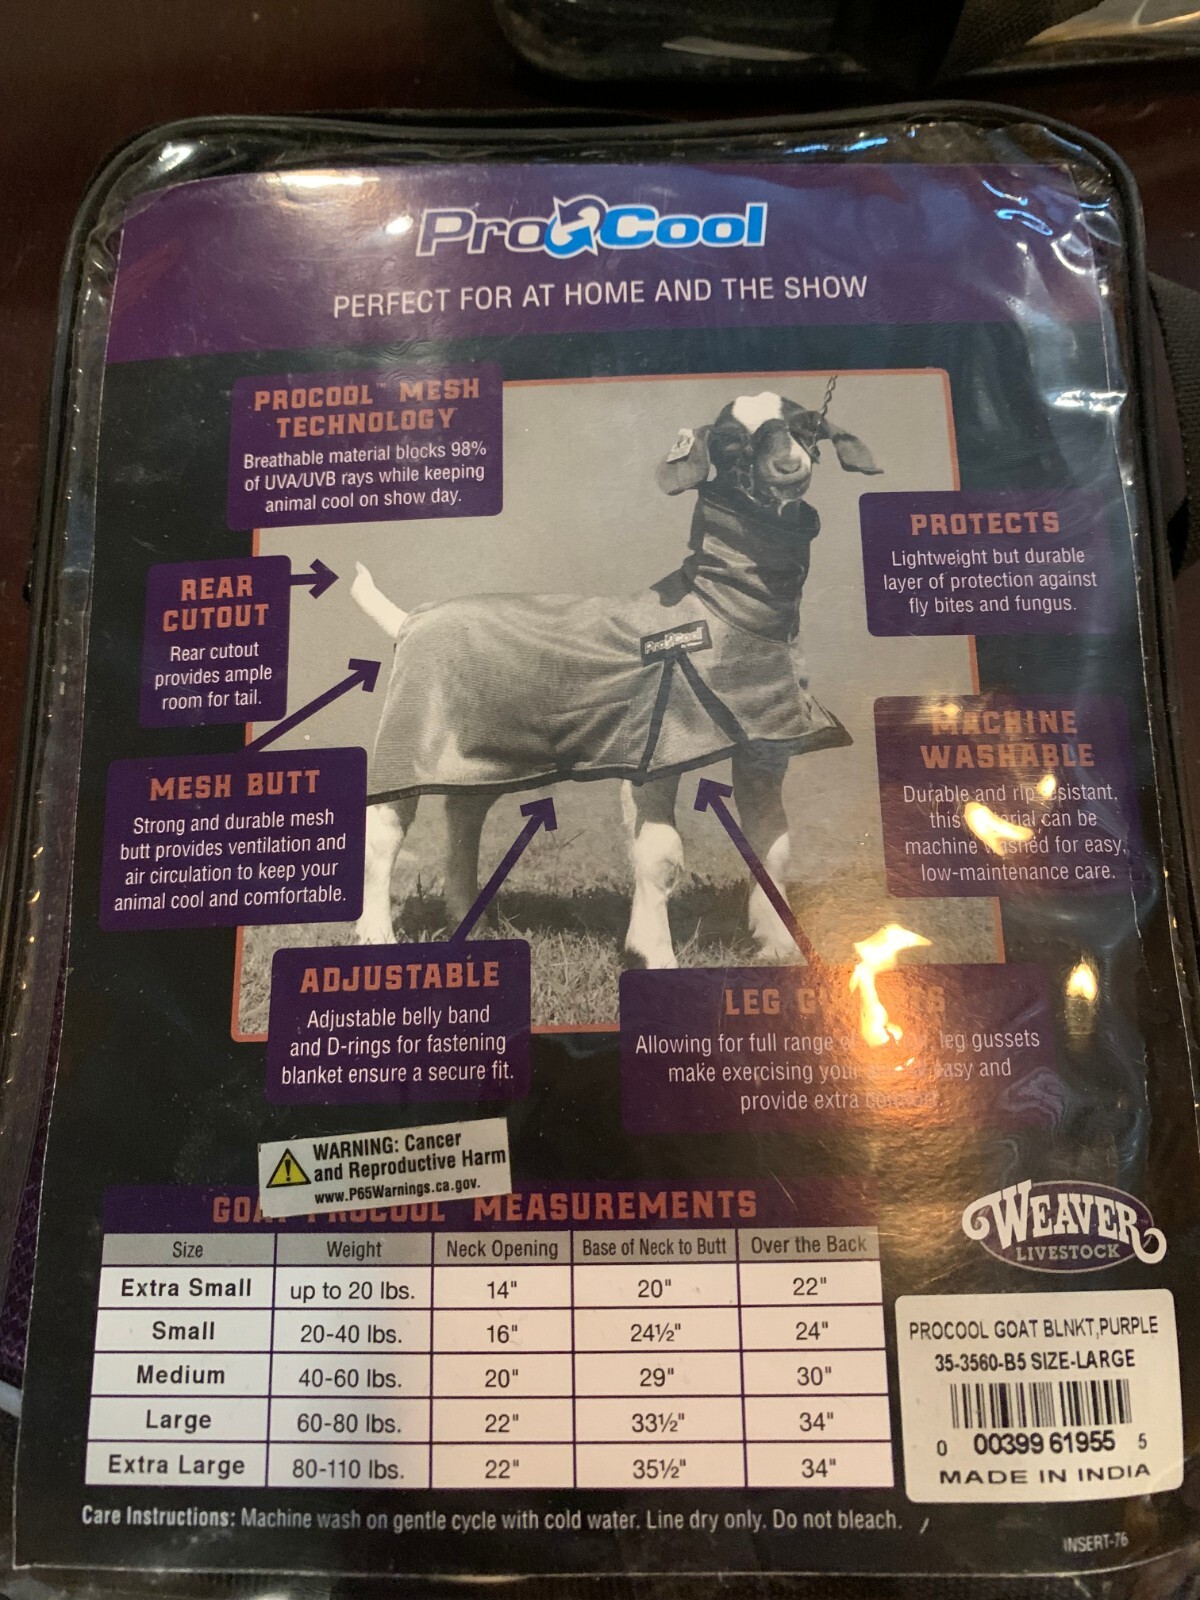 ProCool
PERFECT FOR AT HOME AND THE SHOW
PROCOOL™ MESH
TECHNOLOGY
Breathable material blocks 98%
of UVA/UVB rays while keeping
animal cool on show day.
REAR
CUTOUT
Rear cutout
provides ample
room for tail.
MESH BUTT
Strong and durable mesh
butt provides ventilation and
air circulation to keep your
animal cool and comfortable.
ProCool
PROTECTS
Lightweight but durable
layer of protection against
fly bites and fungus.
MACHINE
WASHABLE
Durable and rip resistant,
this can be
machine washed for easy,
low-maintenance care.
ADJUSTABLE
Adjustable belly band
and D-rings for fastening
blanket ensure a secure fit.
LEG
Allowing for full range leg gussets
make exercising easy and
provide extra
WARNING: Cancer
and Reproductive Harm
www.P65Warnings.ca.gov.
GOAT PROCOOL MEASUREMENTS
Size Weight Neck Opening Base of Neck to Butt Over the Back
Extra Small up to 20 lbs. 14" 20" 22"
Small 20-40 lbs. 16" 24½" 24"
Medium 40-60 lbs. 20" 29" 30"
Large 60-80 lbs. 22" 33½" 34"
Extra Large 80-110 lbs. 22" 35½" 34"
Care Instructions: Machine wash on gentle cycle with cold water. Line dry only. Do not bleach.
WEAVER
LIVESTOCK
PROCOOL GOAT BLNKT,PURPLE
35-3560-B5 SIZE-LARGE
0 00399 61955 5
MADE IN INDIA
INSERT-76